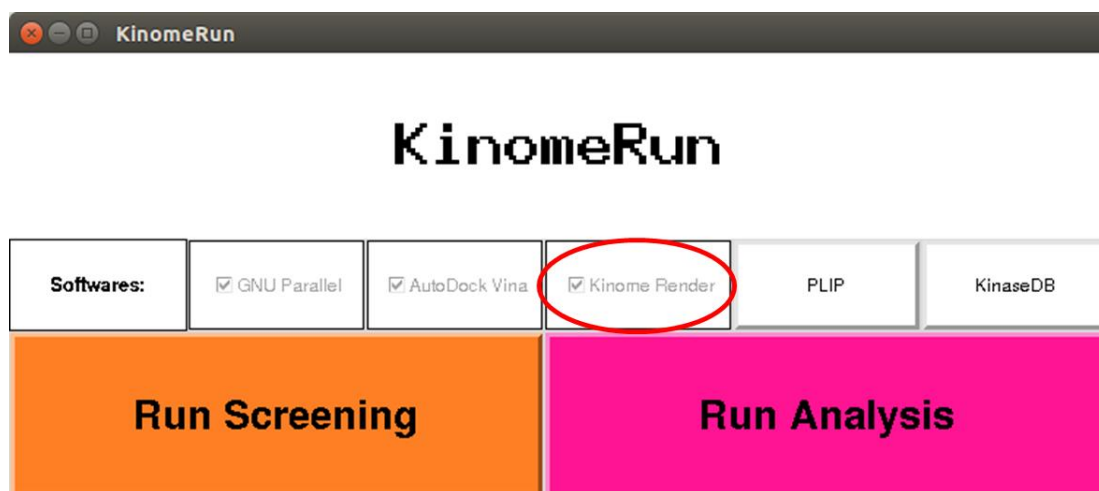 KinomeRun
KinomeRun
Softwares: GNU Parallel AutoDock Vina Kinome Render PLIP KinaseDB
Run Screening Run Analysis